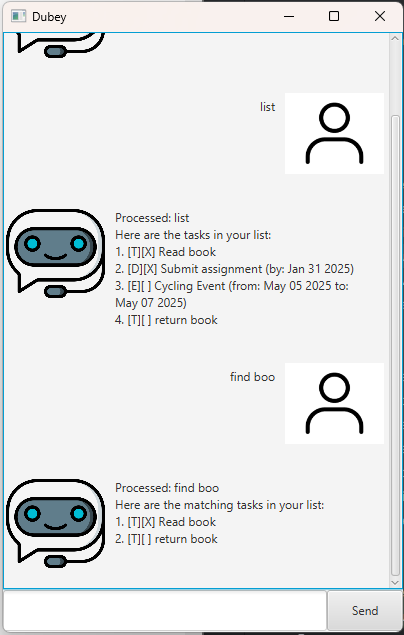 Dubey
list
Processed: list
Here are the tasks in your list:
1. [T][X] Read book
2. [D][X] Submit assignment (by: Jan 31 2025)
3. [E][ ] Cycling Event (from: May 05 2025 to:
May 07 2025)
4. [T][ ] return book
find boo
Processed: find boo
Here are the matching tasks in your list:
1. [T][X] Read book
2. [T][ ] return book
Send